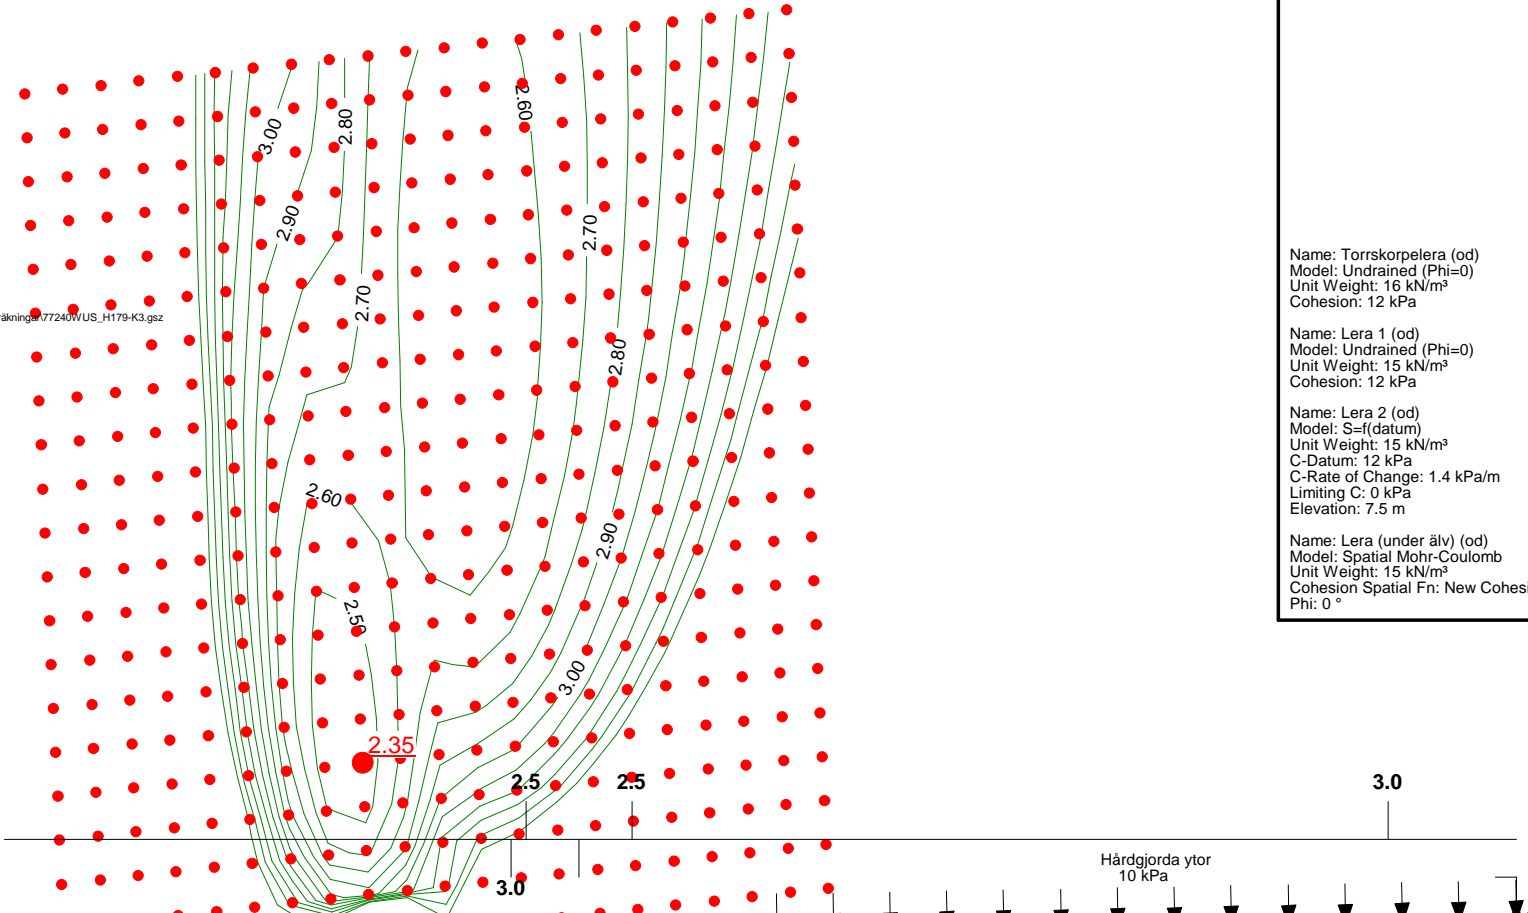 3.00
2.80
2.60
2.90
2.70
2.70
räkningar\77240WUS_H179-K3.gsz
2.80
2.60
2.90
2.50
3.00
2.35
2.5
2.5
3.0
3.0
Hårdgjorda ytor
10 kPa
Name: Torrskorpelera (od)
Model: Undrained (Phi=0)
Unit Weight: 16 kN/m³
Cohesion: 12 kPa
Name: Lera 1 (od)
Model: Undrained (Phi=0)
Unit Weight: 15 kN/m³
Cohesion: 12 kPa
Name: Lera 2 (od)
Model: S=f(datum)
Unit Weight: 15 kN/m³
C-Datum: 12 kPa
C-Rate of Change: 1.4 kPa/m
Limiting C: 0 kPa
Elevation: 7.5 m
Name: Lera (under älv) (od)
Model: Spatial Mohr-Coulomb
Unit Weight: 15 kN/m³
Cohesion Spatial Fn: New Cohesi
Phi: 0 °